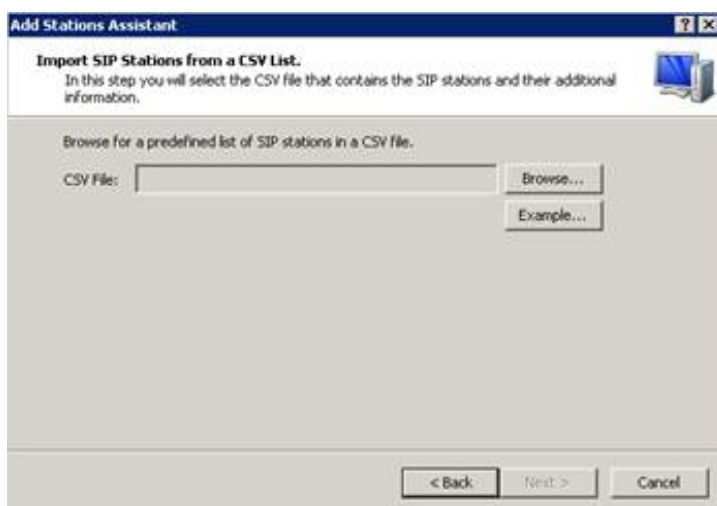 Add Stations Assistant
Import SIP Stations from a CSV List.
In this step you will select the CSV file that contains the SIP stations and their additional
information.
Browse for a predefined list of SIP stations in a CSV file.
CSV File:
Browse...
Example...
< Back
Next >
Cancel